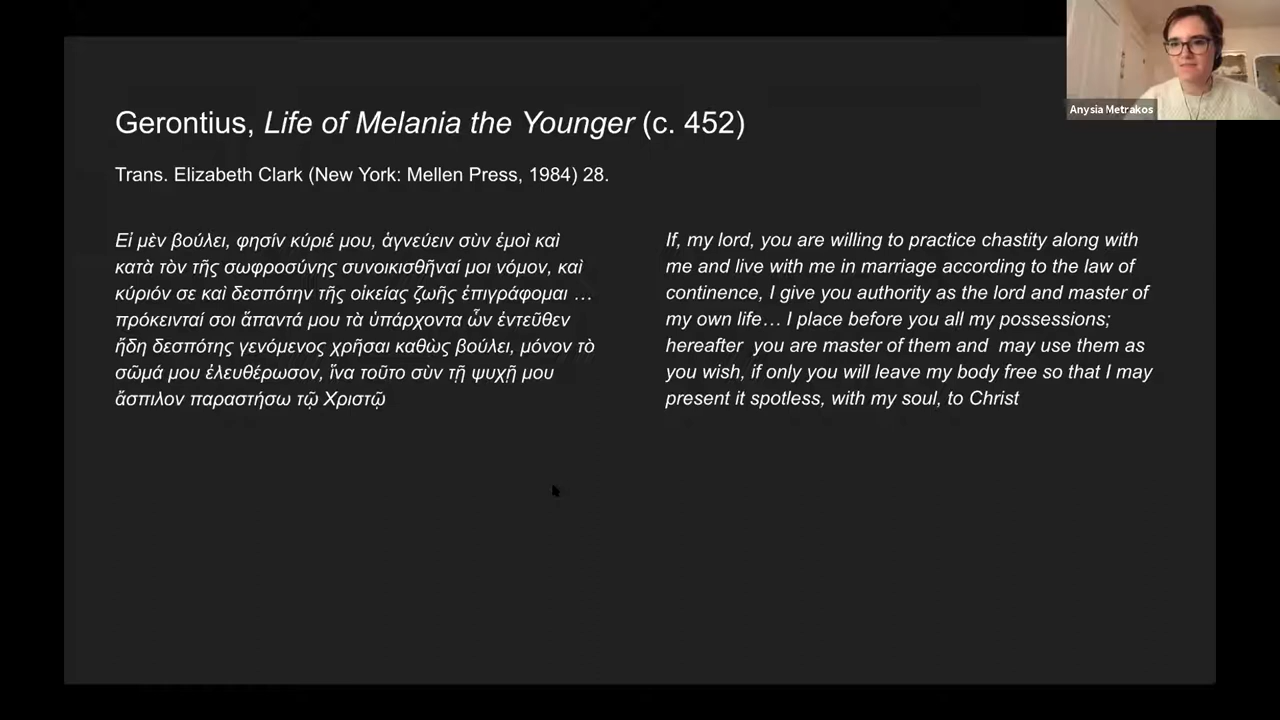 Anysia Metrakos
Gerontius, Life of Melania the Younger (c. 452)
Trans. Elizabeth Clark (New York: Mellen Press, 1984) 28.
Εἰ μὲν βούλει, φησίν κύριέ μου, ἁγνεύειν σὺν ἐμοὶ καὶ
κατὰ τὸν τῆς σωφροσύνης συνοικισθῆναί μοι νόμον, καὶ
κύριόν σε καὶ δεσπότην τῆς οἰκείας ζωῆς ἐπιγράφομαι …
πρόκεινταί σοι ἅπαντά μου τὰ ὑπάρχοντα ὧν ἐντεῦθεν
ἤδη δεσπότης γενόμενος χρῆσαι καθὼς βούλει, μόνον τὸ
σῶμά μου ἐλευθέρωσον, ἵνα τοῦτο σὺν τῇ ψυχῇ μου
ἄσπιλον παραστήσω τῷ Χριστῷ
If, my lord, you are willing to practice chastity along with
me and live with me in marriage according to the law of
continence, I give you authority as the lord and master of
my own life… I place before you all my possessions;
hereafter you are master of them and may use them as
you wish, if only you will leave my body free so that I may
present it spotless, with my soul, to Christ